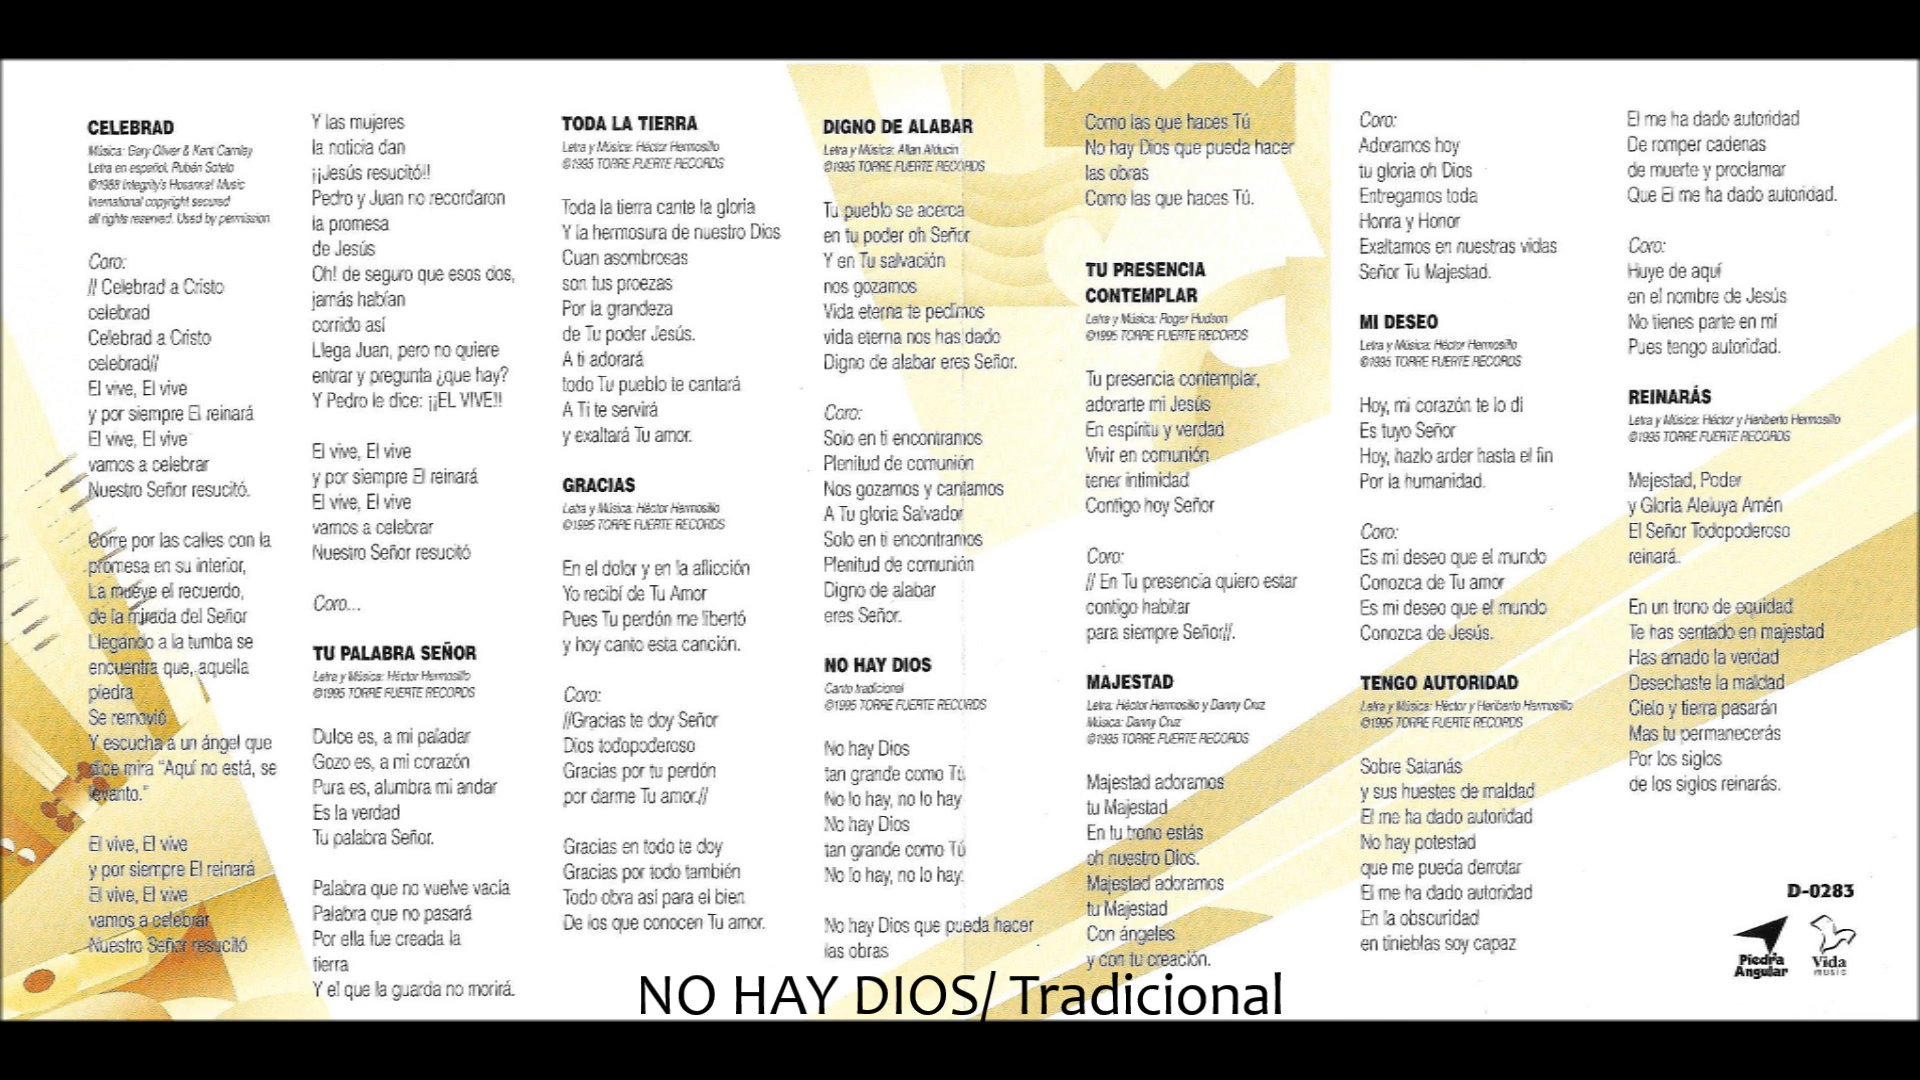 CELEBRAD
Música: Gary Oliver & Kent Carnley
Letra en español: Rubén Sotelo
©1988 Integrity's Hosanna! Music
International copyright secured
all rights reserved. Used by permission
Coro:
// Celebrad a Cristo
celebrad
Celebrad a Cristo
celebrad//
El vive, El vive
y por siempre El reinará
El vive, El vive
vamos a celebrar
Nuestro Señor resucitó.
Corre por las calles con la
promesa en su interior,
La mueve el recuerdo,
de la mirada del Señor
Llegando a la tumba se
encuentra que, aquella
piedra
Se removió
Y escucha a un ángel que
dice mira "Aquí no está, se
levanto."
El vive, El vive
y por siempre El reinará
El vive, El vive
vamos a celebrar
Nuestro Señor resucitó
Y las mujeres
la noticia dan
¡¡Jesús resucitó!!
Pedro y Juan no recordaron
la promesa
de Jesús
Oh! de seguro que esos dos,
jamás habían
corrido así
Llega Juan, pero no quiere
entrar y pregunta ¿que hay?
Y Pedro le dice: ¡¡EL VIVE!!
El vive, El vive
y por siempre El reinará
El vive, El vive
vamos a celebrar
Nuestro Señor resucitó
Coro...
TU PALABRA SEÑOR
Letra y Música: Héctor Hermosillo
©1995 TORRE FUERTE RECORDS
Dulce es, a mi paladar
Gozo es, a mi corazón
Pura es, alumbra mi andar
Es la verdad
Tu palabra Señor.
Palabra que no vuelve vacía
Palabra que no pasará
Por ella fue creada la
tierra
Y el que la guarda no morirá.
TODA LA TIERRA
Letra y Música: Héctor Hermosillo
©1995 TORRE FUERTE RECORDS
Toda la tierra cante la gloria
Y la hermosura de nuestro Dios
Cuan asombrosas
son tus proezas
Por la grandeza
de Tu poder Jesús.
A ti adorará
todo Tu pueblo te cantará
A Ti te servirá
y exaltará Tu amor.
GRACIAS
Letra y Música: Héctor Hermosillo
©1995 TORRE FUERTE RECORDS
En el dolor y en la aflicción
Yo recibí de Tu Amor
Pues Tu perdón me libertó
y hoy canto esta canción.
Coro:
//Gracias te doy Señor
Dios todopoderoso
Gracias por tu perdón
por darme Tu amor.//
Gracias en todo te doy
Gracias por todo también
Todo obra así para el bien
De los que conocen Tu amor.
DIGNO DE ALABAR
Letra y Música: Allan Alducin
©1995 TORRE FUERTE RECORDS
Tu pueblo se acerca
en tu poder oh Señor
Y en Tu salvación
nos gozamos
Vida eterna te pedimos
vida eterna nos has dado
Digno de alabar eres Señor.
Coro:
Solo en ti encontramos
Plenitud de comunión
Nos gozamos y cantamos
A Tu gloria Salvador
Solo en ti encontramos
Plenitud de comunión
Digno de alabar
eres Señor.
NO HAY DIOS
Canto tradicional
©1995 TORRE FUERTE RECORDS
No hay Dios
tan grande como Tú
No lo hay, no lo hay
No hay Dios
tan grande como Tú
No lo hay, no lo hay.
No hay Dios que pueda hacer
las obras
Como las que haces Tú
No hay Dios que pueda hacer
las obras
Como las que haces Tú.
TU PRESENCIA
CONTEMPLAR
Letra y Música: Roger Hudson
©1995 TORRE FUERTE RECORDS
Tu presencia contemplar,
adorarte mi Jesús
En espíritu y verdad
Vivir en comunión
tener intimidad
Contigo hoy Señor
Coro:
// En Tu presencia quiero estar
contigo habitar
para siempre Señor//.
MAJESTAD
Letra: Héctor Hermosillo y Danny Cruz
Música: Danny Cruz
©1995 TORRE FUERTE RECORDS
Majestad adoramos
tu Majestad
En tu trono estás
oh nuestro Dios.
Majestad adoramos
tu Majestad
Con ángeles
y con tu creación.
Coro:
Adoramos hoy
tu gloria oh Dios
Entregamos toda
Honra y Honor
Exaltamos en nuestras vidas
Señor Tu Majestad.
MI DESEO
Letra y Música: Héctor Hermosillo
©1995 TORRE FUERTE RECORDS
Hoy, mi corazón te lo di
Es tuyo Señor
Hoy, hazlo arder hasta el fin
Por la humanidad.
Coro:
Es mi deseo que el mundo
Conozca de Tu amor
Es mi deseo que el mundo
Conozca de Jesús.
TENGO AUTORIDAD
Letra y Música: Héctor y Heriberto Hermosillo
©1995 TORRE FUERTE RECORDS
Sobre Satanás
y sus huestes de maldad
El me ha dado autoridad
No hay potestad
que me pueda derrotar
El me ha dado autoridad
En la obscuridad
en tinieblas soy capaz
El me ha dado autoridad
De romper cadenas
de muerte y proclamar
Que El me ha dado autoridad.
Coro:
Huye de aquí
en el nombre de Jesús
No tienes parte en mí
Pues tengo autoridad.
REINARÁS
Letra y Música: Héctor y Heriberto Hermosillo
©1995 TORRE FUERTE RECORDS
Mejestad, Poder
y Gloria Aleluya Amén
El Señor Todopoderoso
reinará.
En un trono de equidad
Te has sentado en majestad
Has amado la verdad
Desechaste la maldad
Cielo y tierra pasarán
Mas tu permanecerás
Por los siglos
de los siglos reinarás.
D-0283
Piedra
Angular
Vida
MUSIC
NO HAY DIOS/ Tradicional